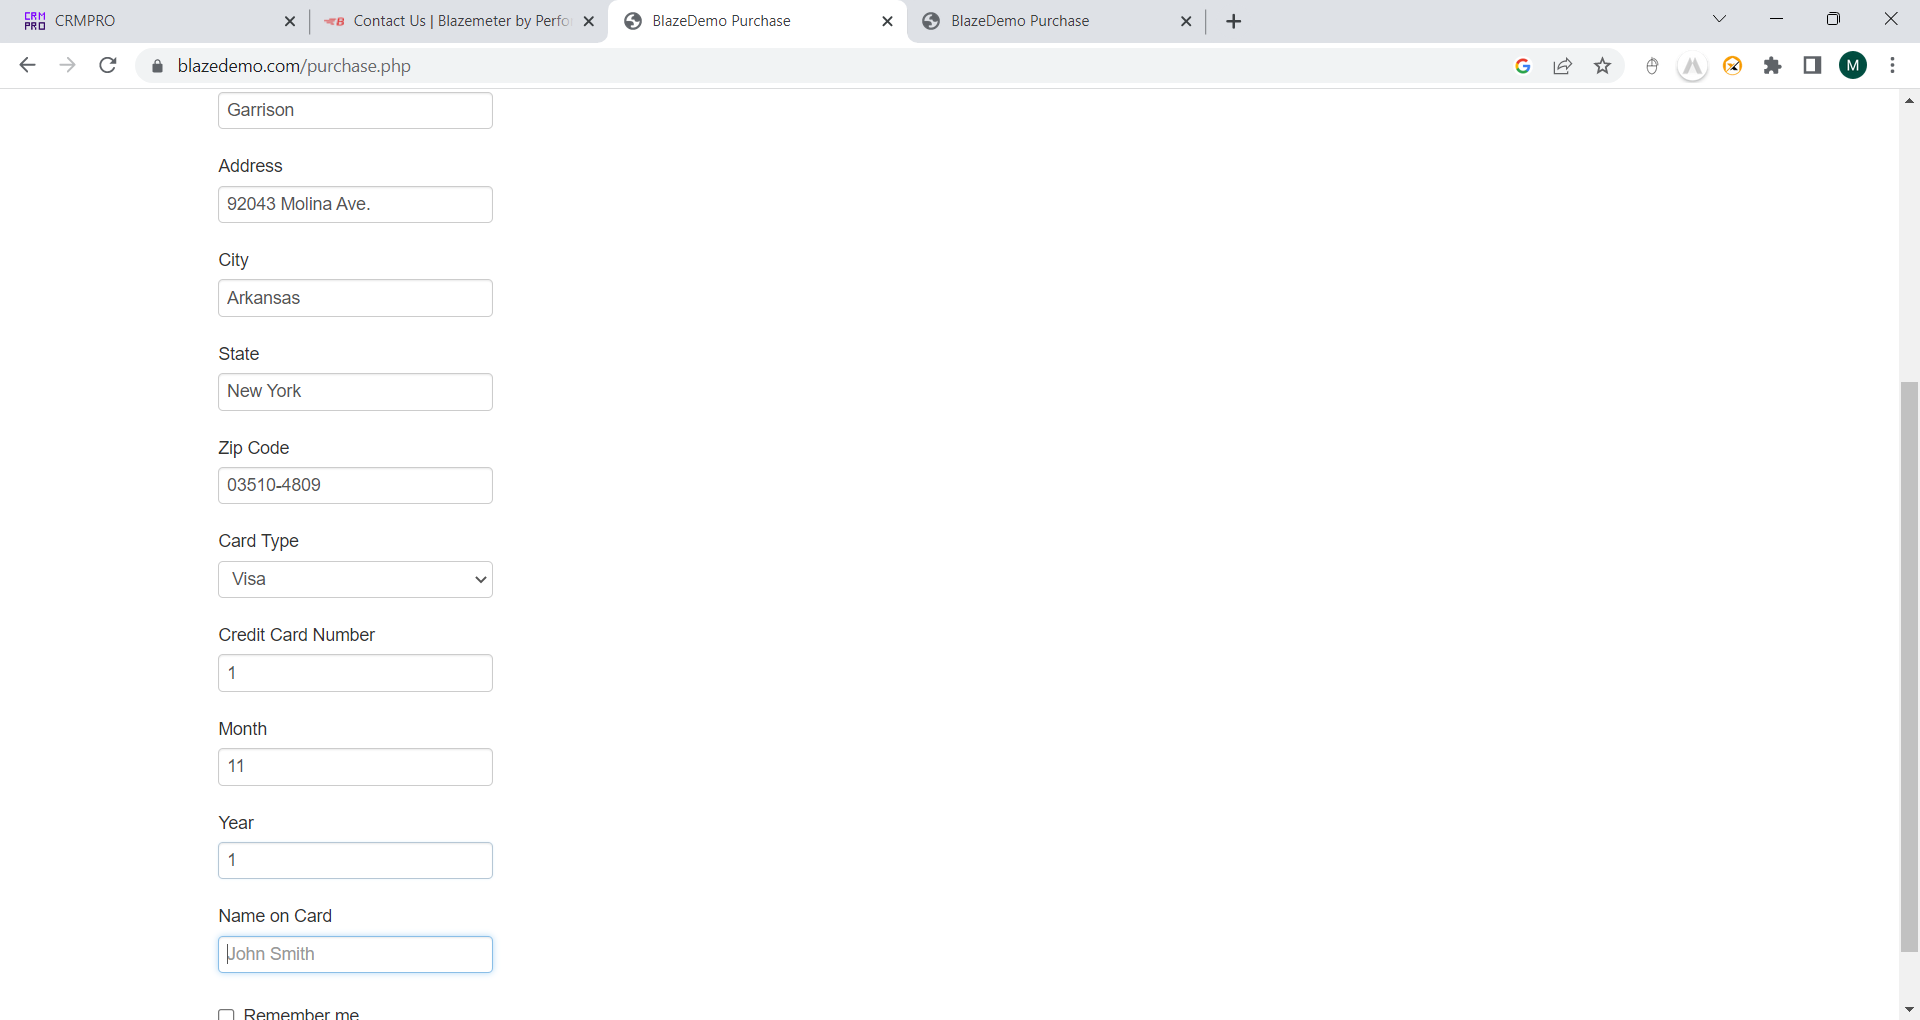 CRM
PRO
CRMPRO
Contact Us | Blazemeter by Perfo
BlazeDemo Purchase
BlazeDemo Purchase
blazedemo.com/purchase.php
M
Garrison
Address
92043 Molina Ave.
City
Arkansas
State
New York
Zip Code
03510-4809
Card Type
Visa
Credit Card Number
1
Month
11
Year
1
Name on Card
John Smith
Remember me